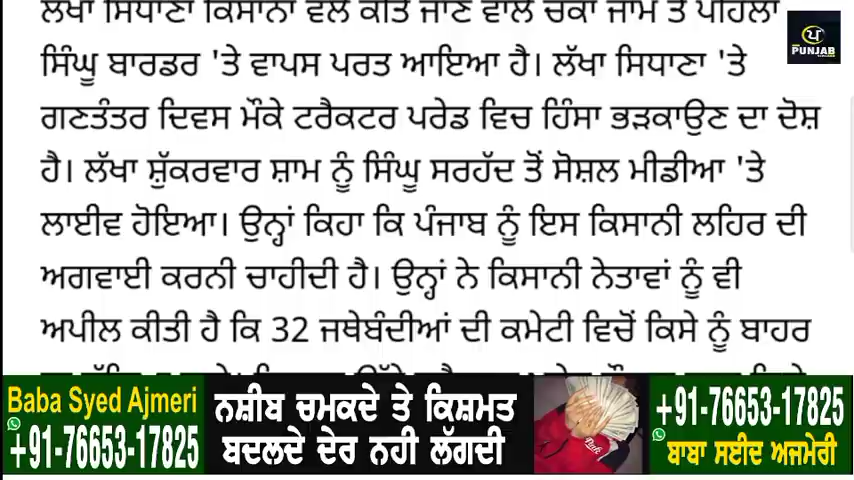 ਲੱਖਾ ਸਿਧਾਣਾ ਕਿਸਾਨਾਂ ਵੱਲੋਂ ਕੀਤੇ ਜਾਣ ਵਾਲੇ ਚੱਕਾ ਜਾਮ ਤੋਂ ਪਹਿਲਾਂ
ਸਿੰਘੂ ਬਾਰਡਰ 'ਤੇ ਵਾਪਸ ਪਰਤ ਆਇਆ ਹੈ। ਲੱਖਾ ਸਿਧਾਣਾ 'ਤੇ
ਗਣਤੰਤਰ ਦਿਵਸ ਮੌਕੇ ਟਰੈਕਟਰ ਪਰੇਡ ਵਿਚ ਹਿੰਸਾ ਭੜਕਾਉਣ ਦਾ ਦੋਸ਼
ਹੈ। ਲੱਖਾ ਸ਼ੁੱਕਰਵਾਰ ਸ਼ਾਮ ਨੂੰ ਸਿੰਘੂ ਸਰਹੱਦ ਤੋਂ ਸੋਸ਼ਲ ਮੀਡੀਆ 'ਤੇ
ਲਾਈਵ ਹੋਇਆ। ਉਨ੍ਹਾਂ ਕਿਹਾ ਕਿ ਪੰਜਾਬ ਨੂੰ ਇਸ ਕਿਸਾਨੀ ਲਹਿਰ ਦੀ
ਅਗਵਾਈ ਕਰਨੀ ਚਾਹੀਦੀ ਹੈ। ਉਨ੍ਹਾਂ ਨੇ ਕਿਸਾਨੀ ਨੇਤਾਵਾਂ ਨੂੰ ਵੀ
ਅਪੀਲ ਕੀਤੀ ਹੈ ਕਿ 32 ਜਥੇਬੰਦੀਆਂ ਦੀ ਕਮੇਟੀ ਵਿਚੋਂ ਕਿਸੇ ਨੂੰ ਬਾਹਰ
ਪ
PUNJAB
Baba Syed Ajmeri
+91-76653-17825
ਨਸ਼ੀਬ ਚਮਕਦੇ ਤੇ ਕਿਸ਼ਮਤ
ਬਦਲਦੇ ਦੇਰ ਨਹੀ ਲੱਗਦੀ
+91-76653-17825
ਬਾਬਾ ਸਈਦ ਅਜਮੇਰੀ